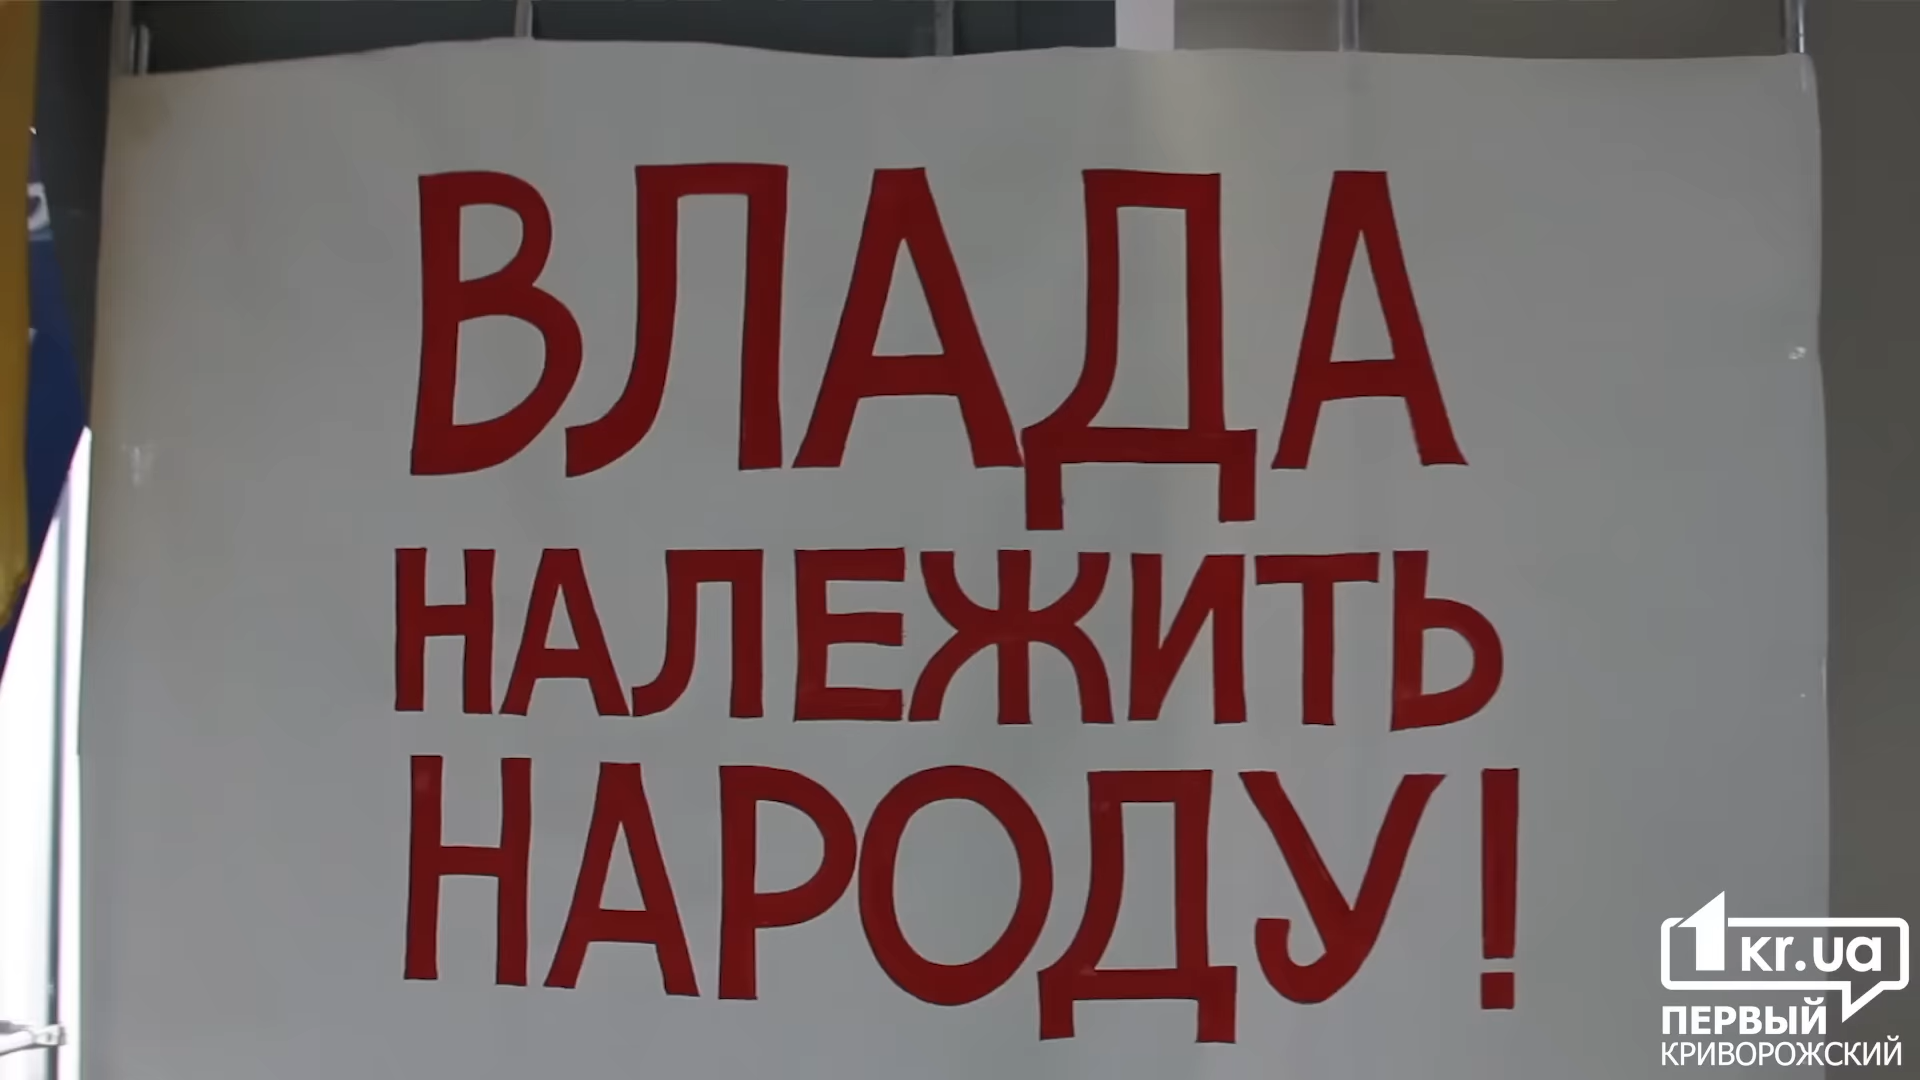 ВЛАДА
НАЛЕЖИТЬ
НАРОДУ!
1kr.ua
ПЕРВЫЙ
КРИВОРОЖСКИЙ